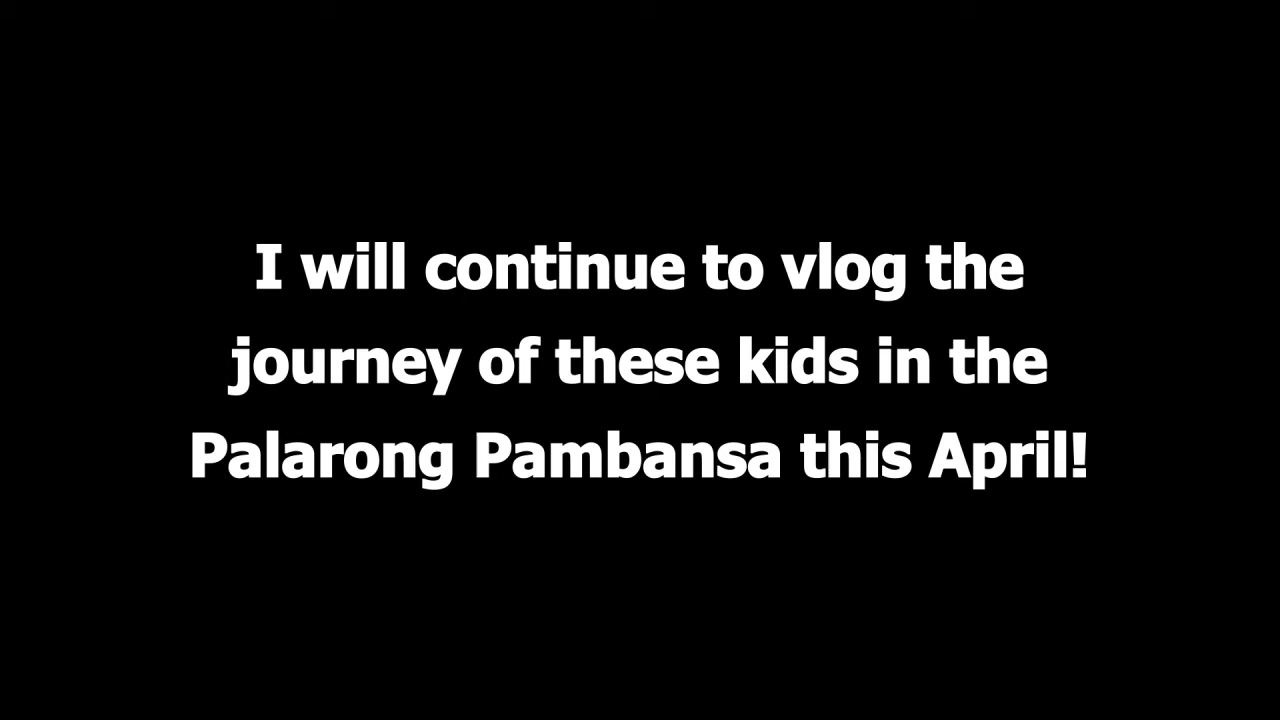 I will continue to vlog the
journey of these kids in the
Palarong Pambansa this April!